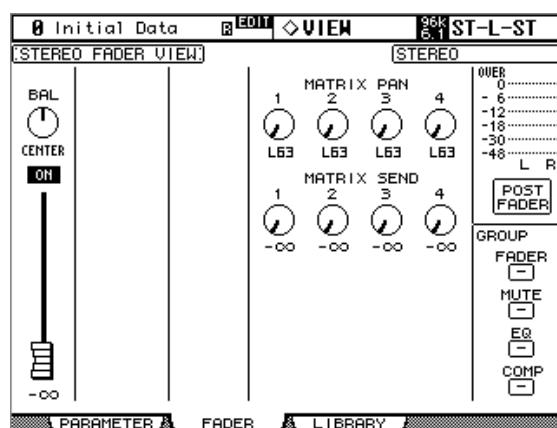 0 Initial Data R EDIT ◇VIEW 96k 6.1 ST-L-ST
STEREO FADER VIEW STEREO
BAL
CENTER
ON
-∞
MATRIX PAN
1 2 3 4
L63 L63 L63 L63
MATRIX SEND
1 2 3 4
-∞ -∞ -∞ -∞
OVER
0
- 6
-12
-18
-30
-48
L R
POST
FADER
GROUP
FADER
-
MUTE
-
EQ
-
COMP
-
PARAMETER FADER LIBRARY